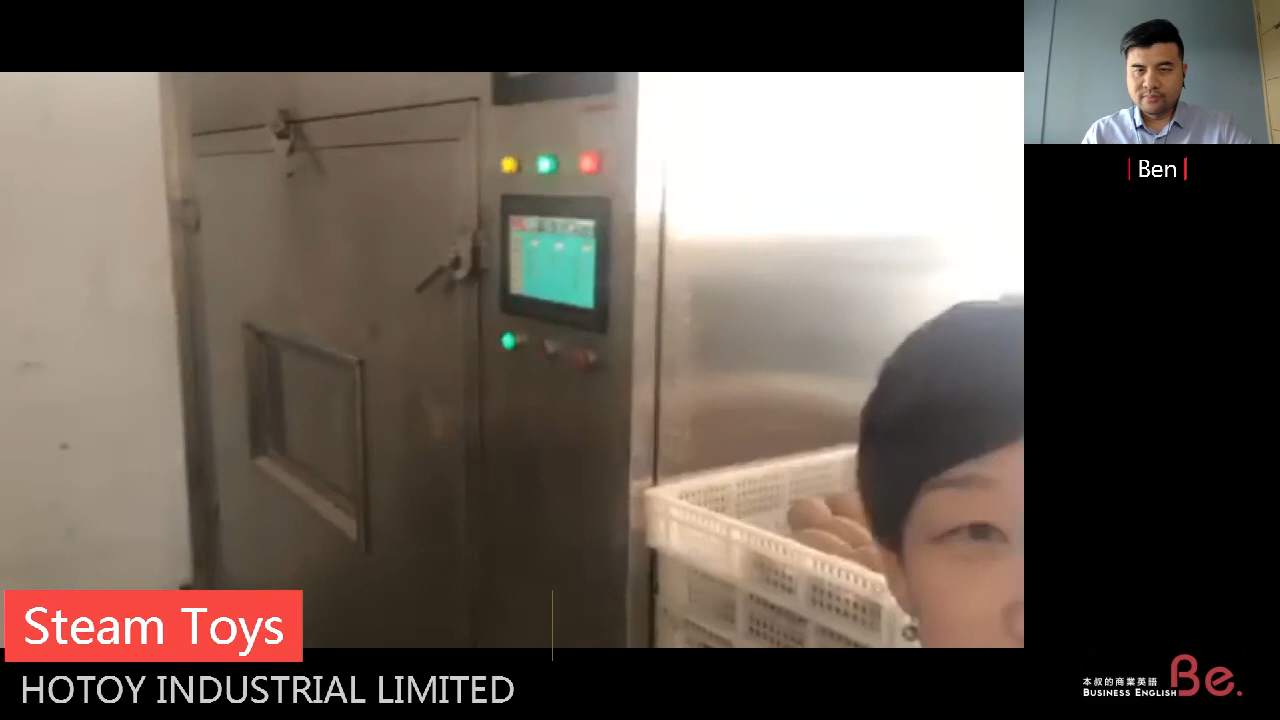 | Ben |
Steam Toys
HOTOY INDUSTRIAL LIMITED
本叔的商業英語
BUSINESS ENGLISH
Be.